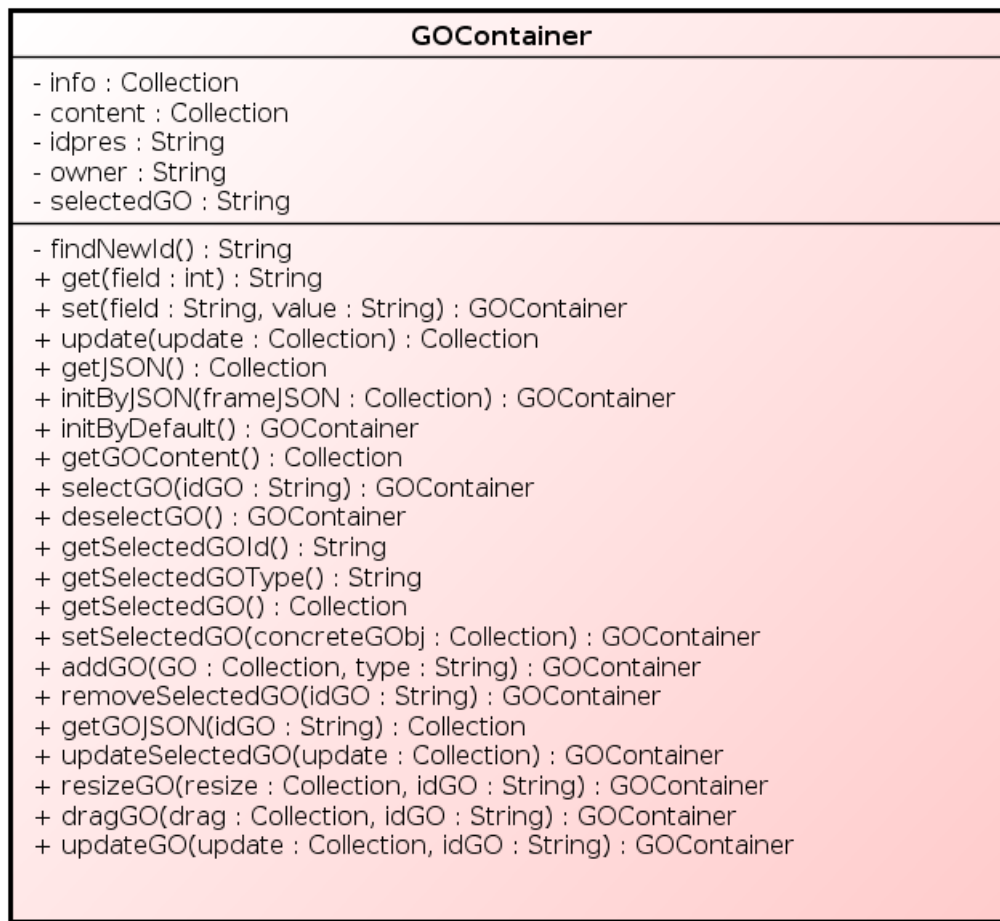 GOContainer
- info : Collection
- content : Collection
- idpres : String
- owner : String
- selectedGO : String
- findNewId() : String
+ get(field : int) : String
+ set(field : String, value : String) : GOContainer
+ update(update : Collection) : Collection
+ getJSON() : Collection
+ initByJSON(frameJSON : Collection) : GOContainer
+ initByDefault() : GOContainer
+ getGOContent() : Collection
+ selectGO(idGO : String) : GOContainer
+ deselectGO() : GOContainer
+ getSelectedGOId() : String
+ getSelectedGOType() : String
+ getSelectedGO() : Collection
+ setSelectedGO(concreteGObj : Collection) : GOContainer
+ addGO(GO : Collection, type : String) : GOContainer
+ removeSelectedGO(idGO : String) : GOContainer
+ getGOJSON(idGO : String) : Collection
+ updateSelectedGO(update : Collection) : GOContainer
+ resizeGO(resize : Collection, idGO : String) : GOContainer
+ dragGO(drag : Collection, idGO : String) : GOContainer
+ updateGO(update : Collection, idGO : String) : GOContainer